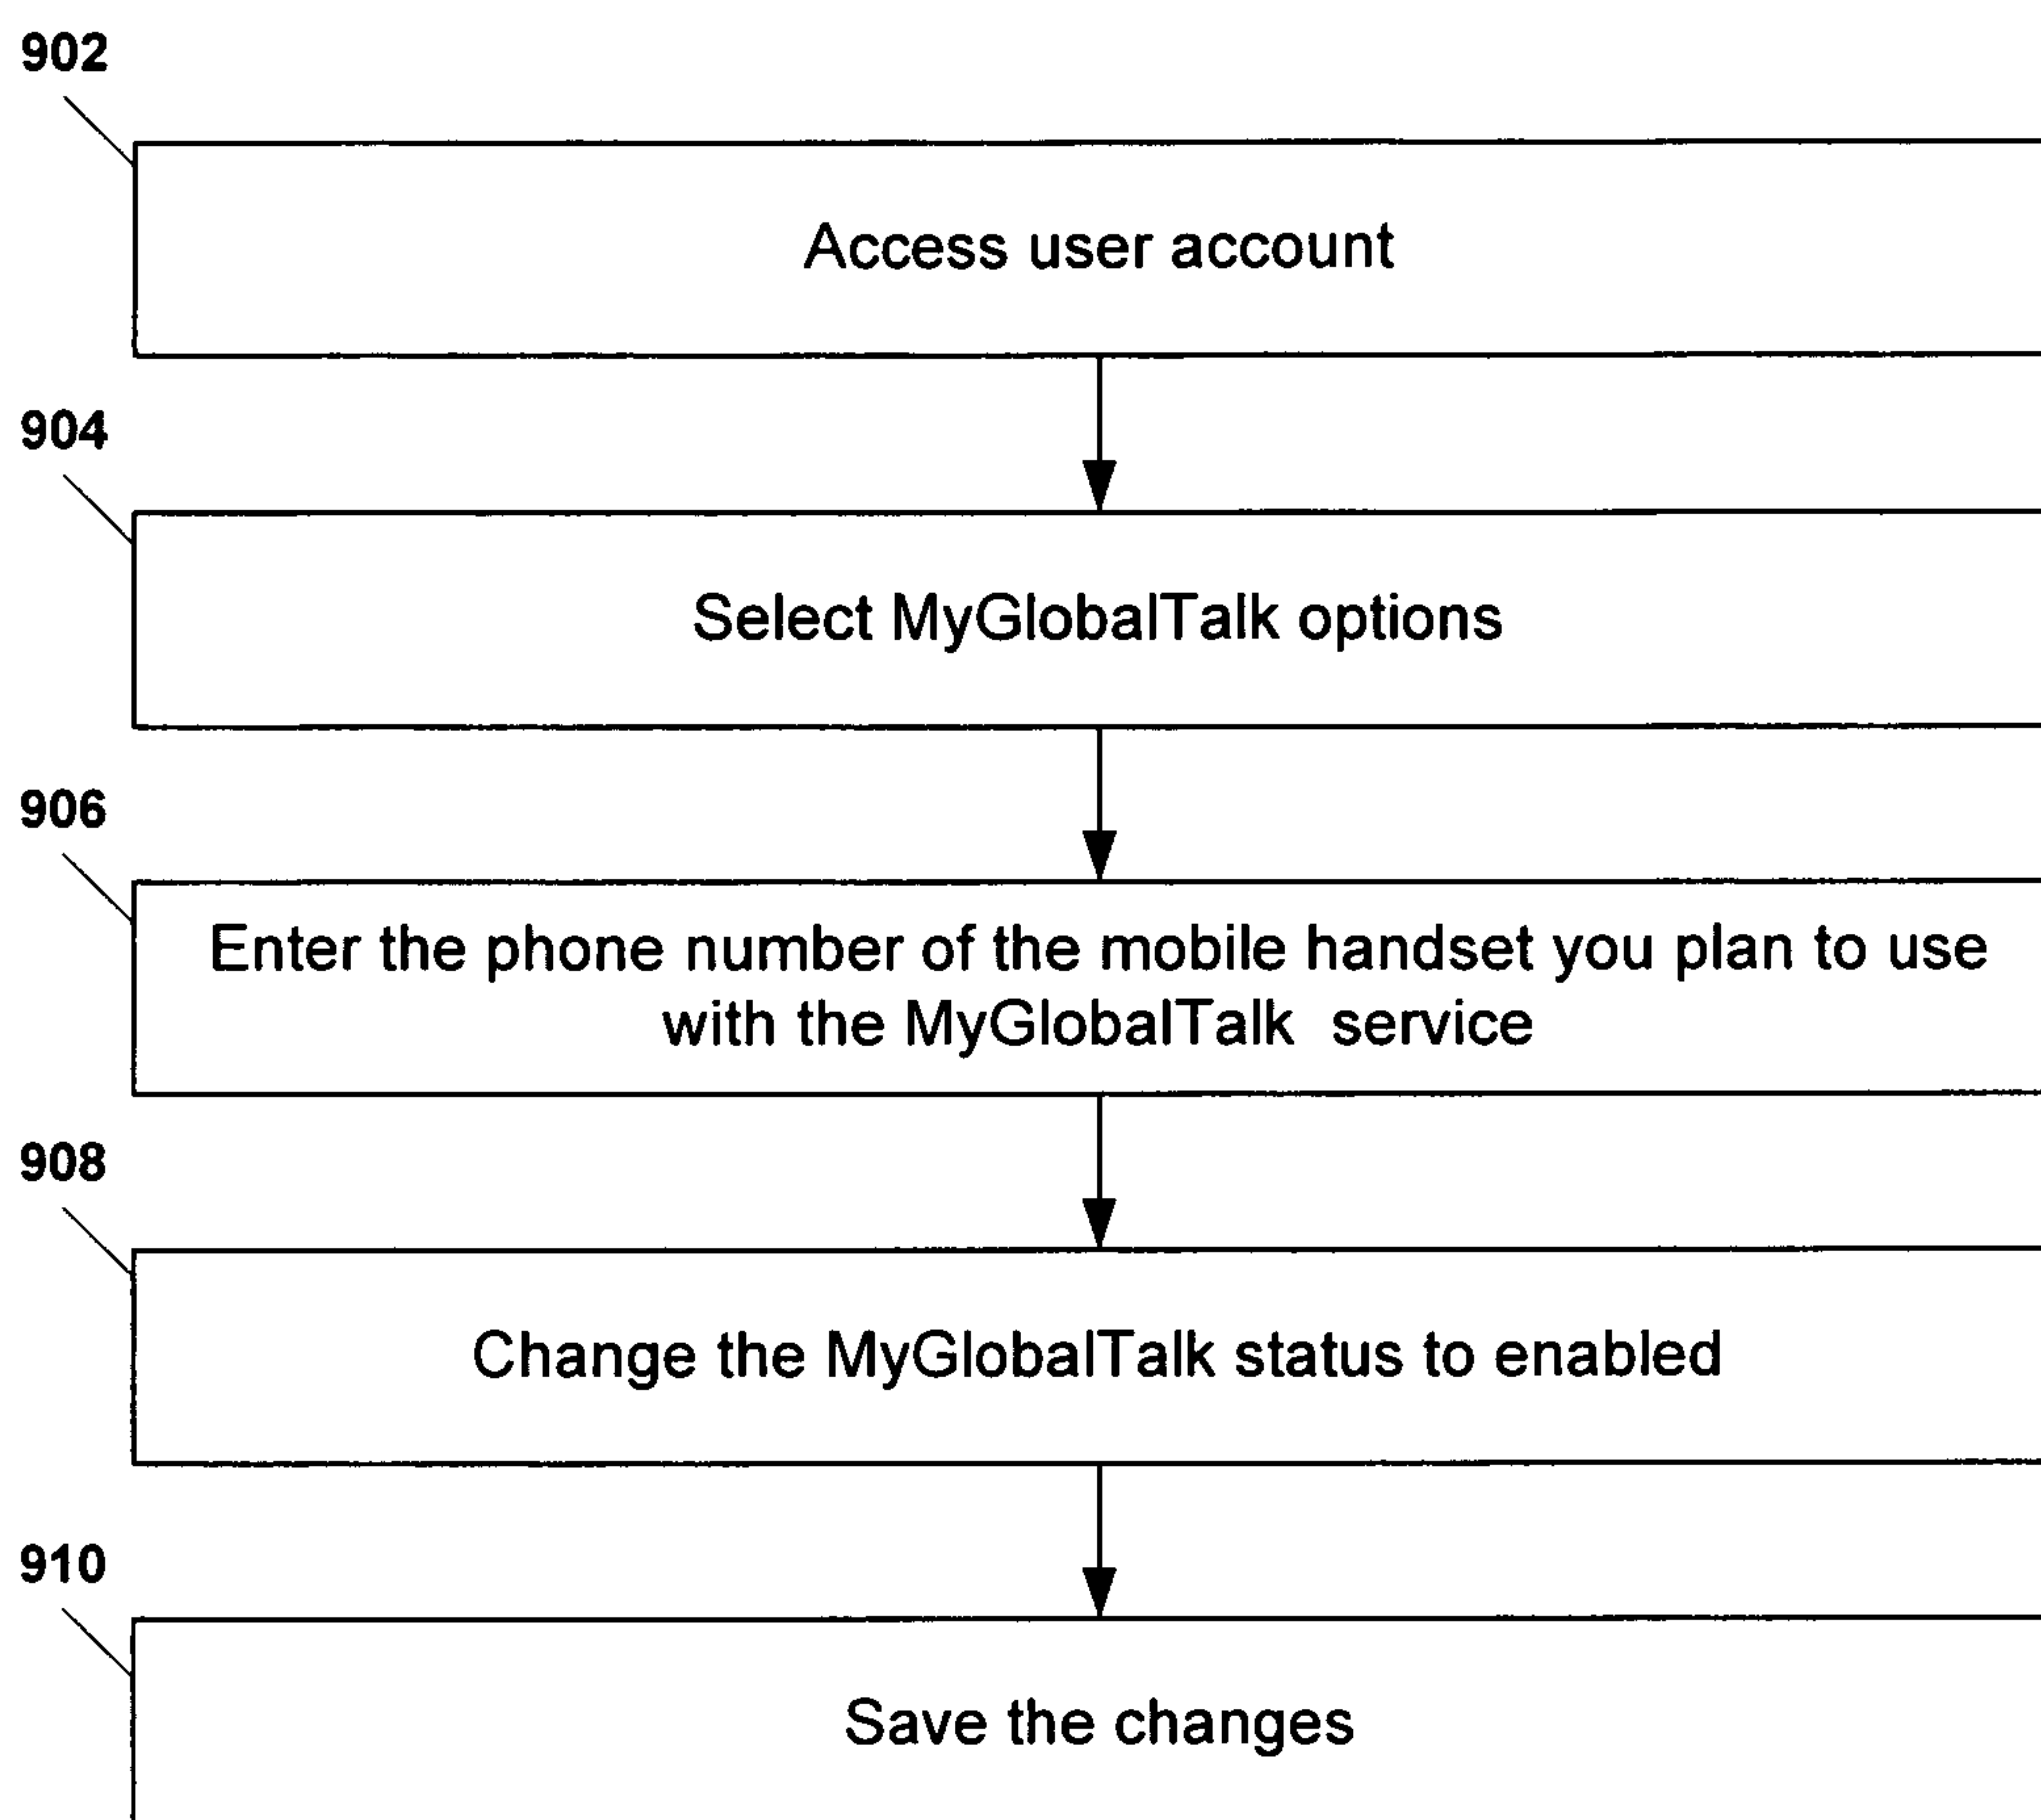 902
Access user account
904
Select MyGlobalTalk options
906
Enter the phone number of the mobile handset you plan to use
with the MyGlobalTalk service
908
Change the MyGlobalTalk status to enabled
910
Save the changes